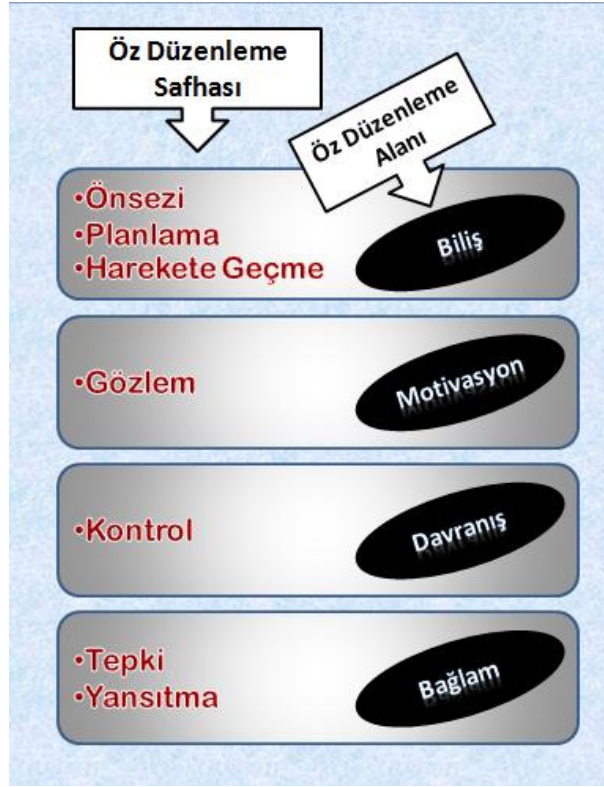 Öz Düzenleme
Safhası
Öz Düzenleme
Alanı
•Önsezi
•Planlama
•Harekete Geçme
Biliş
•Gözlem
Motivasyon
•Kontrol
Davranış
•Tepki
•Yansıtma
Bağlam